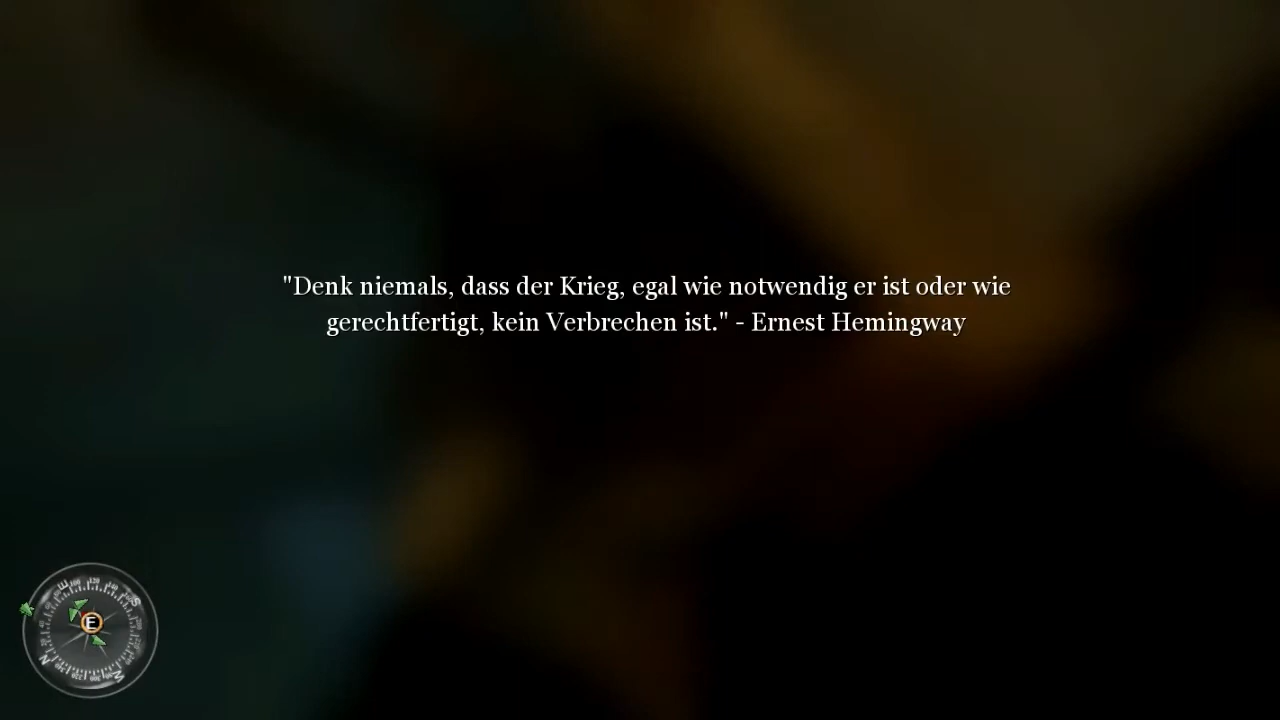 "Denk niemals, dass der Krieg, egal wie notwendig er ist oder wie
gerechtfertigt, kein Verbrechen ist." - Ernest Hemingway
E